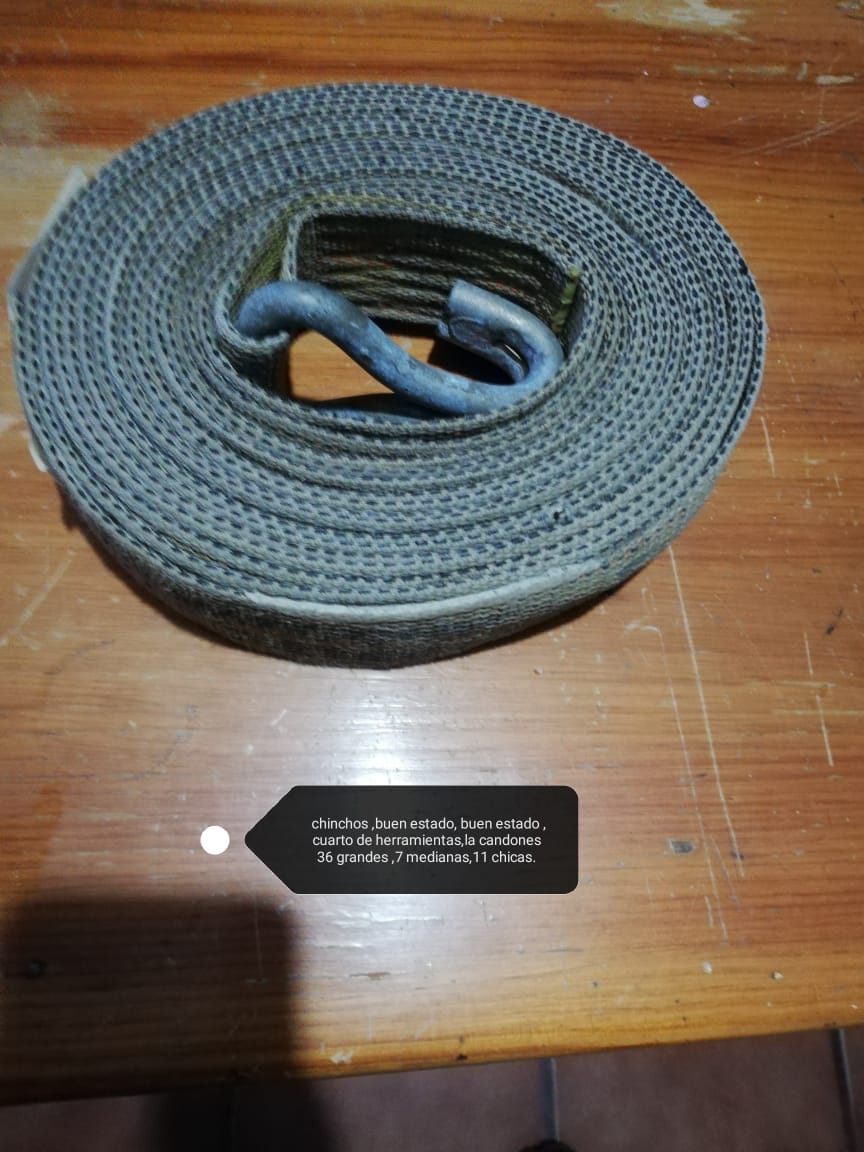 chinchos ,buen estado, buen estado ,
cuarto de herramientas,la candones
36 grandes ,7 medianas,11 chicas.